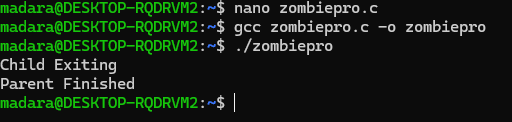 madara@DESKTOP-RQDRVM2:~$ nano zombiepro.c
madara@DESKTOP-RQDRVM2:~$ gcc zombiepro.c -o zombiepro
madara@DESKTOP-RQDRVM2:~$ ./zombiepro
Child Exiting
Parent Finished
madara@DESKTOP-RQDRVM2:~$